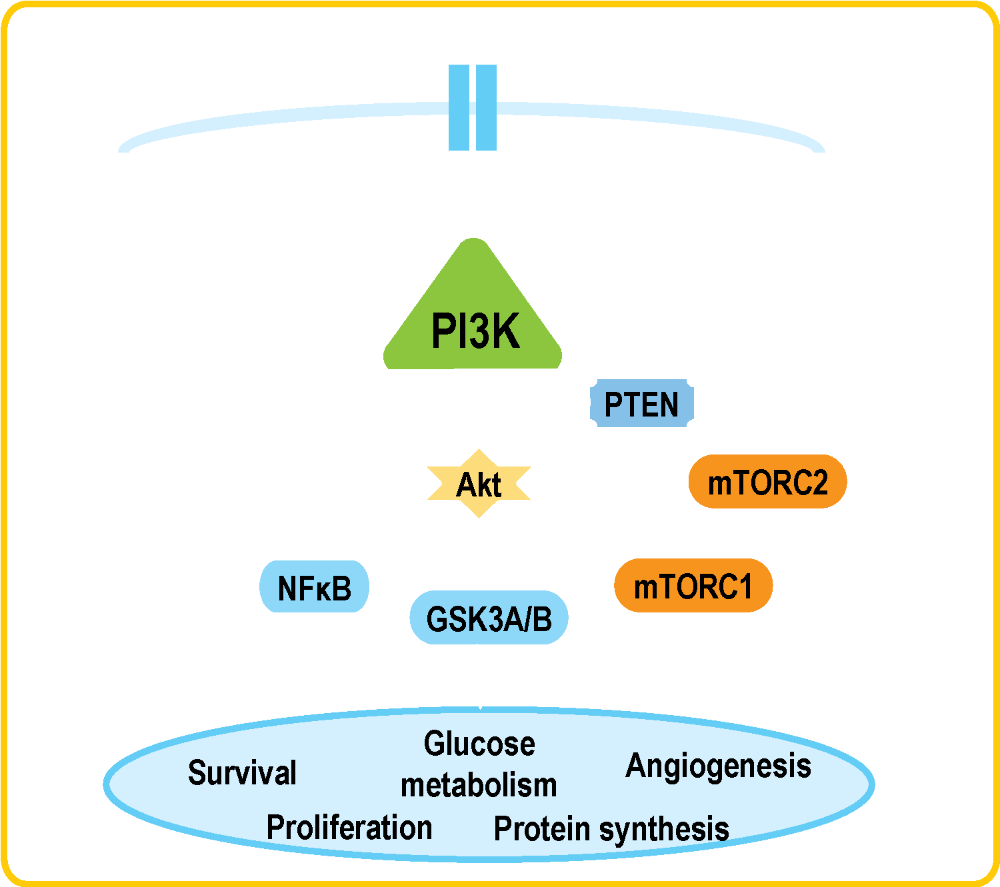 PI3K
PTEN
Akt
mTORC2
NFκB
GSK3A/B
mTORC1
Survival
Glucose
metabolism
Angiogenesis
Proliferation
Protein synthesis